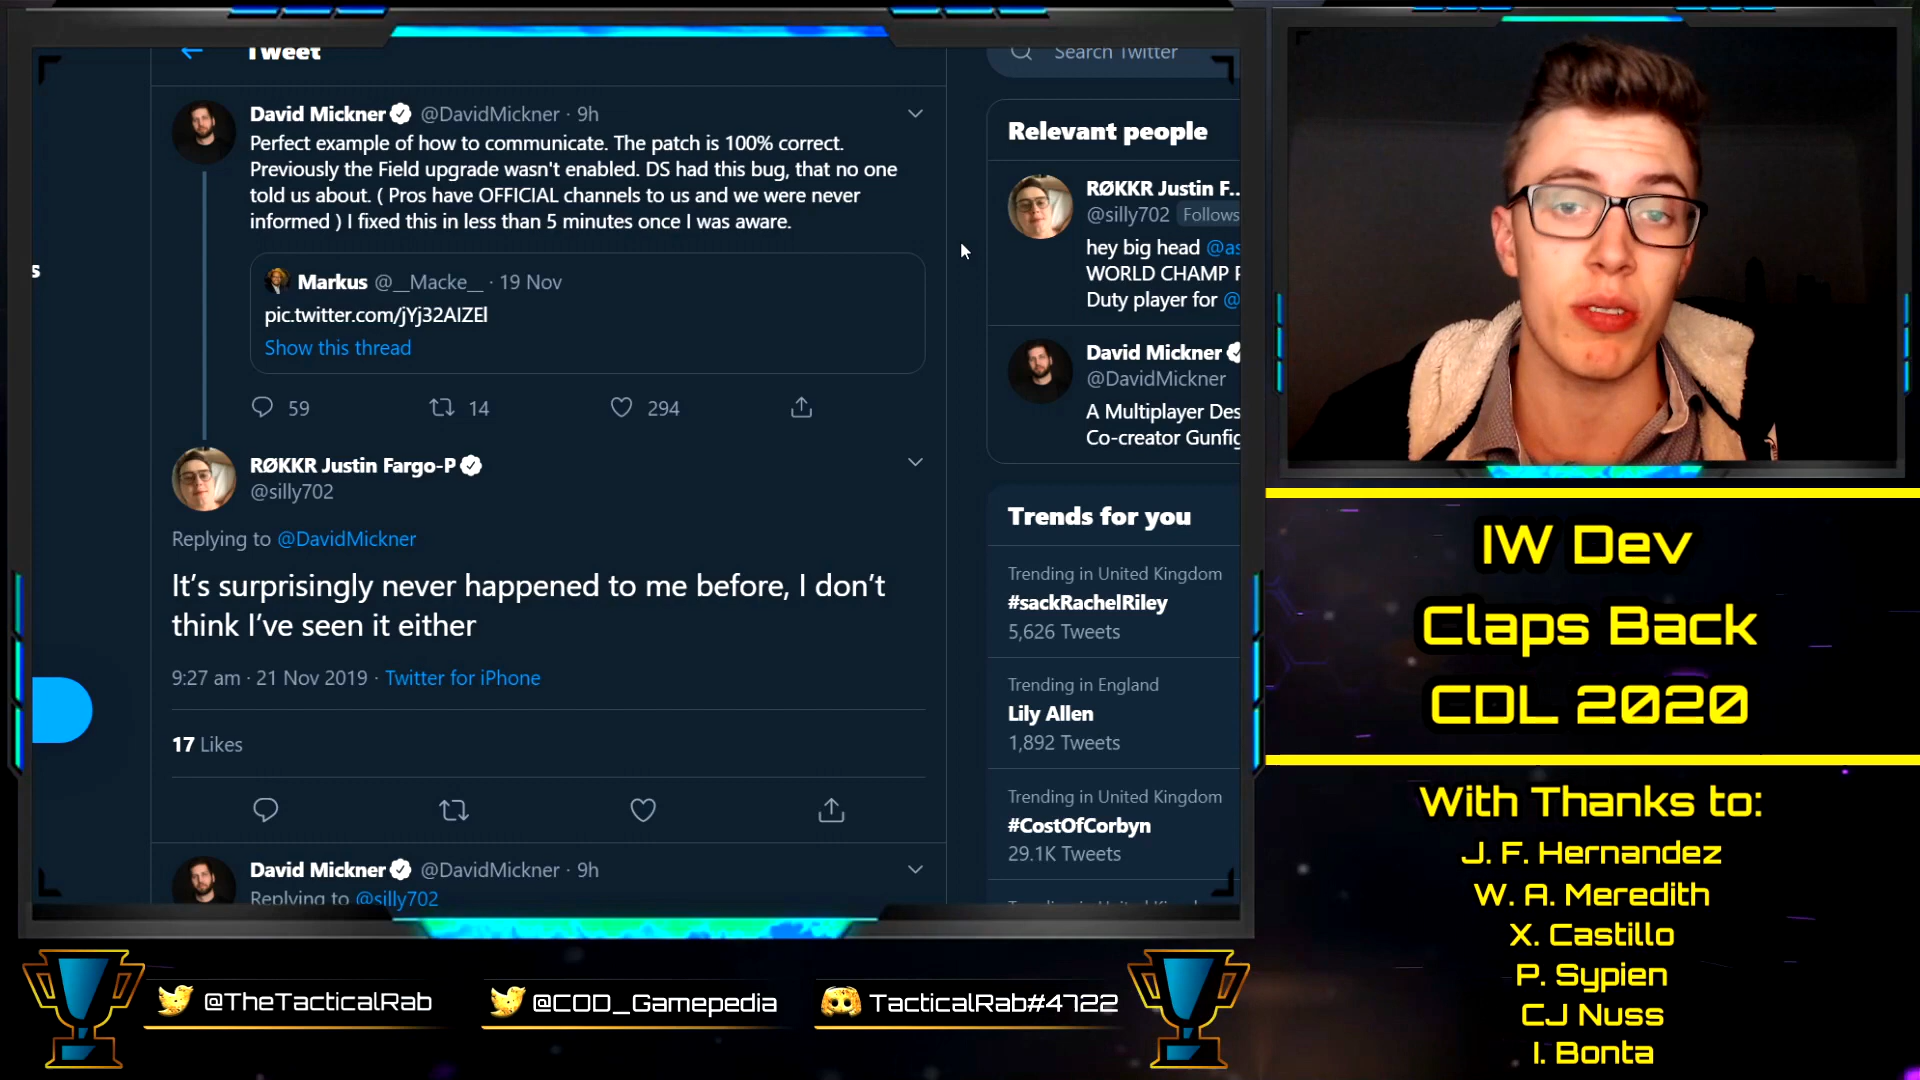 Tweet
Search Twitter
David Mickner @DavidMickner · 9h
Perfect example of how to communicate. The patch is 100% correct.
Previously the Field upgrade wasn't enabled. DS had this bug, that no one
told us about. ( Pros have OFFICIAL channels to us and we were never
informed ) I fixed this in less than 5 minutes once I was aware.
Markus @__Macke__ · 19 Nov
pic.twitter.com/jYj32AIZEl
Show this thread
59 14 294
RØKKR Justin Fargo-P
@silly702
Replying to @DavidMickner
It's surprisingly never happened to me before, I don't
think I've seen it either
9:27 am · 21 Nov 2019 · Twitter for iPhone
17 Likes
David Mickner @DavidMickner · 9h
Replying to @silly702
s
Relevant people
RØKKR Justin F..
@silly702 Follows
hey big head @as
WORLD CHAMP
Duty player for @
David Mickner
@DavidMickner
A Multiplayer Des
Co-creator Gunfig
Trends for you
Trending in United Kingdom
#sackRachelRiley
5,626 Tweets
Trending in England
Lily Allen
1,892 Tweets
Trending in United Kingdom
#CostOfCorbyn
29.1K Tweets
IW Dev
Claps Back
CDL 2020
With Thanks to:
J. F. Hernandez
W. A. Meredith
X. Castillo
P. Sypien
CJ Nuss
I. Bonta
@TheTacticalRab
@COD_Gamepedia
TacticalRab#4722